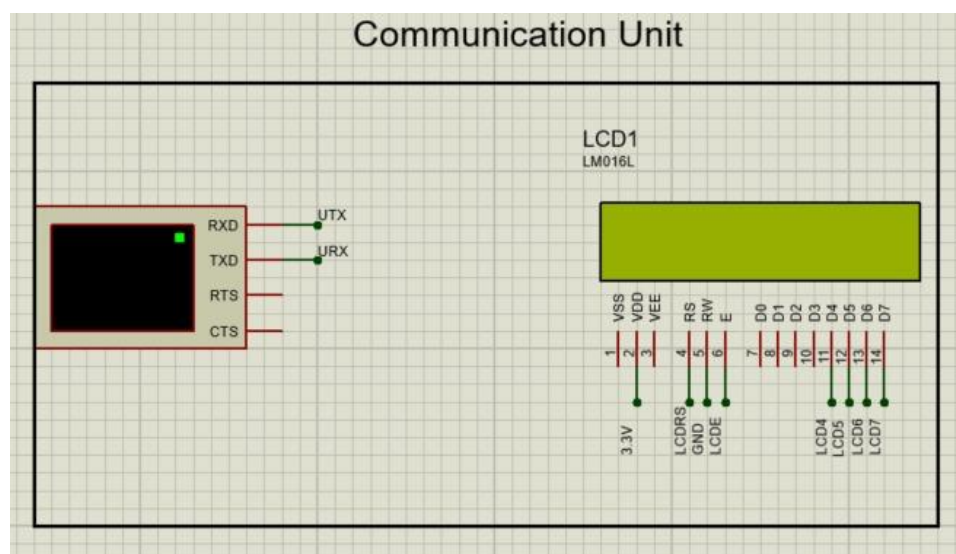 Communication Unit
LCD1
LM016L
RXD
UTX
TXD
URX
RTS
CTS
VSS
VDD
VEE
RS
RW
E
D0
D1
D2
D3
D4
D5
D6
D7
1
2
3
4
5
6
7
8
9
10
11
12
13
14
3.3V
LCDRS
GND
LCDE
LCD4
LCD5
LCD6
LCD7